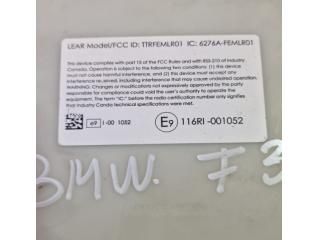 LEAR Model/FCC ID: TTRFEMLR01 IC: 6276A-FEMLR01
This device complies with part 15 of the FCC Rules and with RSS-210 of Industry
Canada. Operation is subject to the following two conditions: (1) this device
must not cause harmful interference, and (2) this device must accept any
interference received, including interference that may cause undesired operation.
WARNING: Changes or modifications not expressively approved by the party
responsible for compliance could void the user's authority to operate the
equipment. The term "IC:" before the radio certification number only signifies
that Industry Canada technical specifications were met.
e9 I-00 1052
E9 116RI-001052
BMW. F3